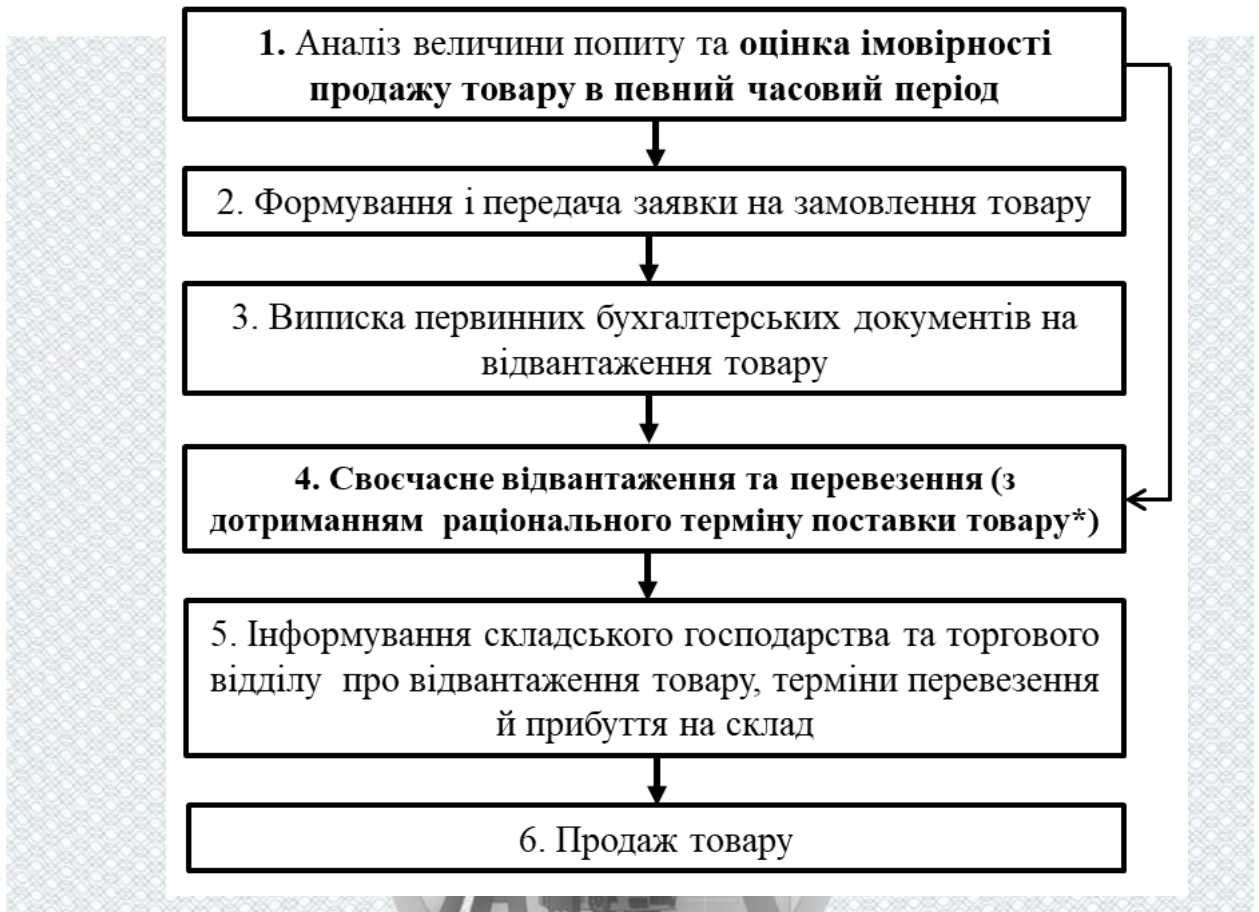 1. Аналіз величини попиту та оцінка імовірності
продажу товару в певний часовий період
2. Формування і передача заявки на замовлення товару
3. Виписка первинних бухгалтерських документів на
відвантаження товару
4. Своєчасне відвантаження та перевезення (з
дотриманням раціонального терміну поставки товару*)
5. Інформування складського господарства та торгового
відділу про відвантаження товару, терміни перевезення
й прибуття на склад
6. Продаж товару